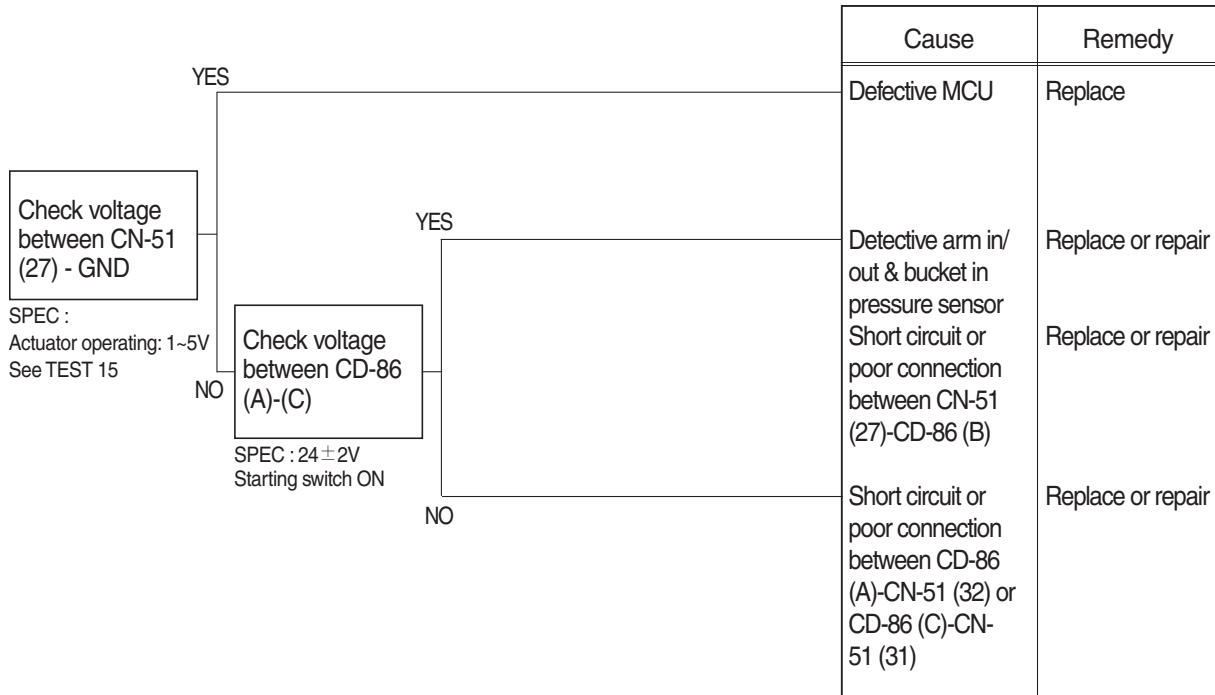 Cause Remedy
YES
Defective MCU Replace
Check voltage
between CN-51
(27) - GND
SPEC :
Actuator operating: 1~5V
See TEST 15
NO
Check voltage
between CD-86
(A)-(C)
SPEC : 24±2V
Starting switch ON
YES
Detective arm in/ Replace or repair
out & bucket in
pressure sensor
Short circuit or Replace or repair
poor connection
between CN-51
(27)-CD-86 (B)
NO
Short circuit or Replace or repair
poor connection
between CD-86
(A)-CN-51 (32) or
CD-86 (C)-CN-
51 (31)